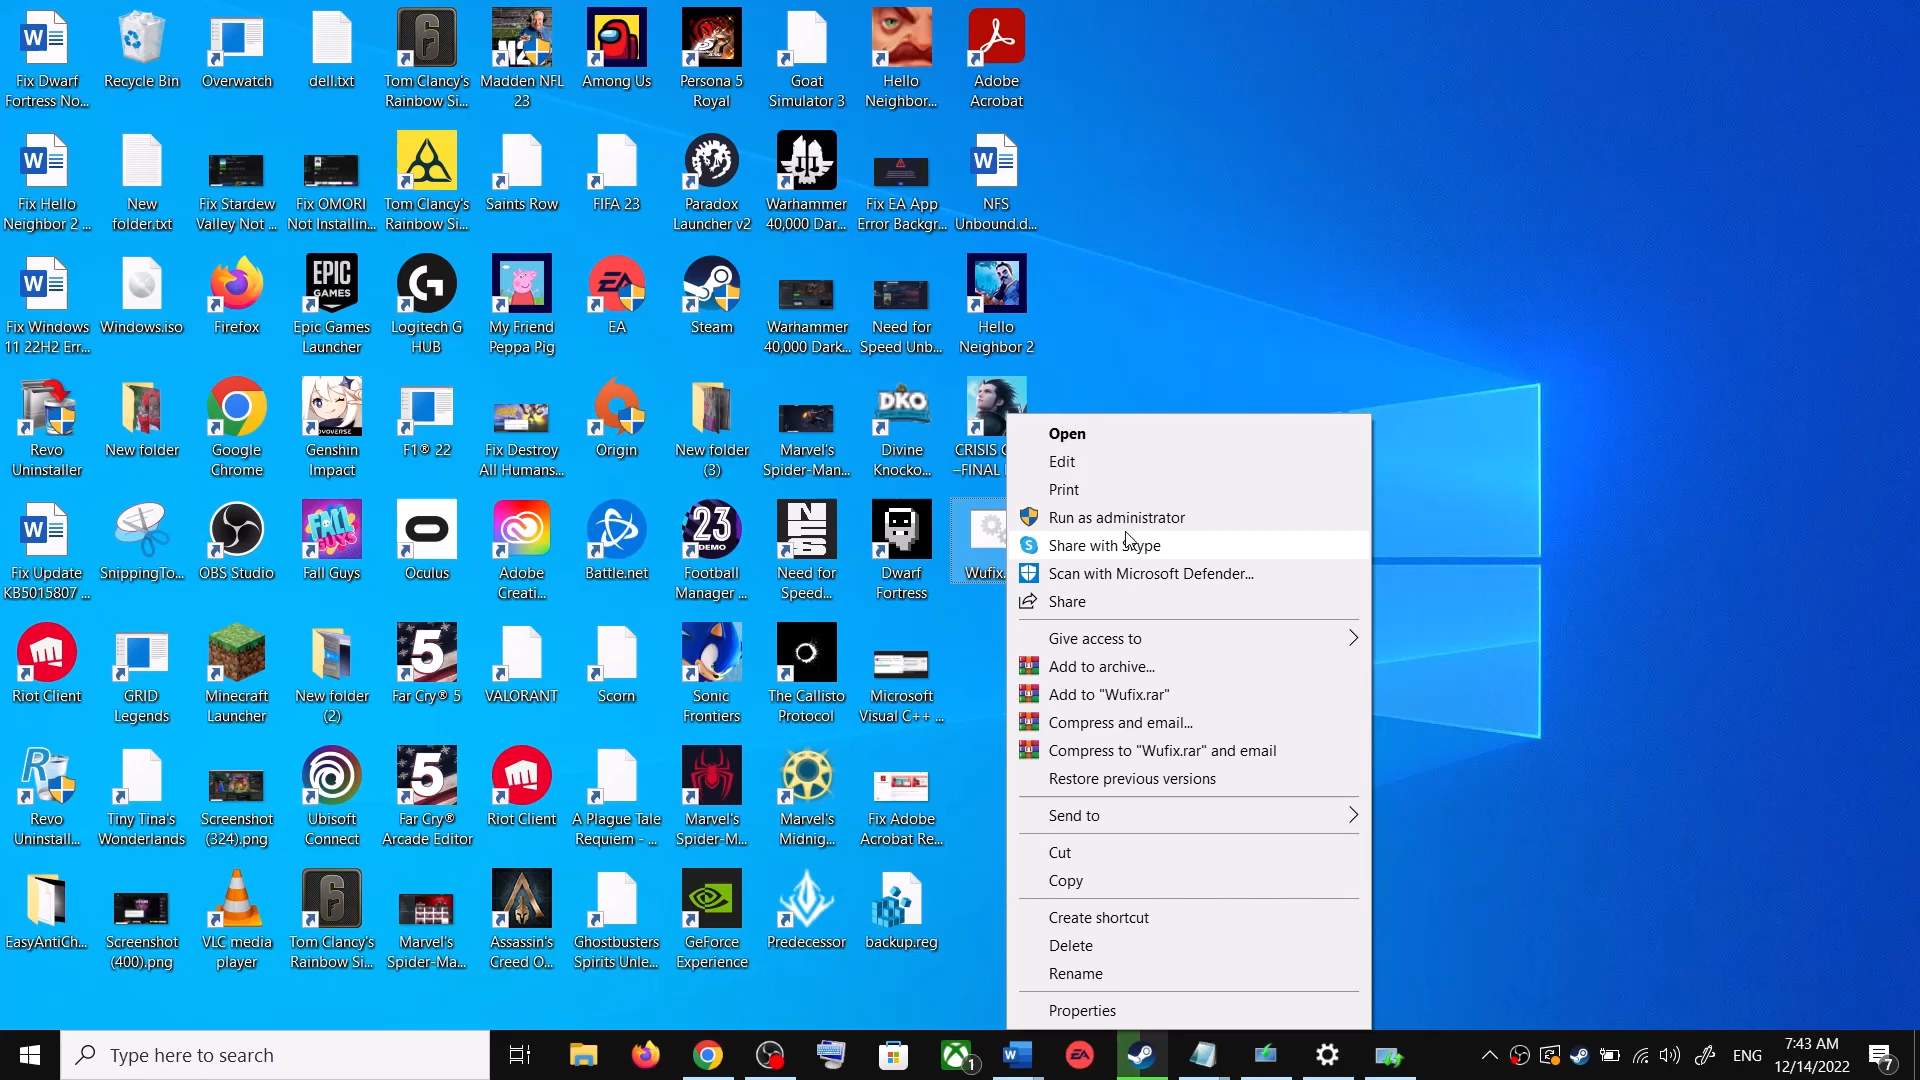 Fix Dwarf
Fortress No...
Recycle Bin
Overwatch
dell.txt
Tom Clancy's
Rainbow Si...
Madden NFL
23
Among Us
Persona 5
Royal
Goat
Simulator 3
Hello
Neighbor...
Adobe
Acrobat
Fix Hello
Neighbor 2 ...
New
folder.txt
Fix Stardew
Valley Not ...
Fix OMORI
Not Installin...
Tom Clancy's
Rainbow Si...
Saints Row
FIFA 23
Paradox
Launcher v2
Warhammer
40,000 Dar...
Fix EA App
Error Backgr...
NFS
Unbound.d...
Fix Windows
11 22H2 Err...
Windows.iso
Firefox
Epic Games
Launcher
Logitech G
HUB
My Friend
Peppa Pig
EA
Steam
Warhammer
40,000 Dark...
Need for
Speed Unb...
Hello
Neighbor 2
Revo
Uninstaller
New folder
Google
Chrome
Genshin
Impact
F1® 22
Fix Destroy
All Humans...
Origin
New folder
(3)
Marvel's
Spider-Man...
Divine
Knocko...
CRISIS C
–FINAL
Fix Update
KB5015807 ...
SnippingTo...
OBS Studio
Fall Guys
Oculus
Adobe
Creati...
Battle.net
Football
Manager ...
Need for
Speed...
Dwarf
Fortress
Wufix.
Riot Client
GRID
Legends
Minecraft
Launcher
New folder
(2)
Far Cry® 5
VALORANT
Scorn
Sonic
Frontiers
The Callisto
Protocol
Microsoft
Visual C++ ...
Revo
Uninstall...
Tiny Tina's
Wonderlands
Screenshot
(324).png
Ubisoft
Connect
Far Cry®
Arcade Editor
Riot Client
A Plague Tale
Requiem - ...
Marvel's
Spider-M...
Marvel's
Midnig...
Fix Adobe
Acrobat Re...
EasyAntiCh...
Screenshot
(400).png
VLC media
player
Tom Clancy's
Rainbow Si...
Marvel's
Spider-Ma...
Assassin's
Creed O...
Ghostbusters
Spirits Unle...
GeForce
Experience
Predecessor
backup.reg
Open
Edit
Print
Run as administrator
Share with Skype
Scan with Microsoft Defender...
Share
Give access to
Add to archive...
Add to "Wufix.rar"
Compress and email...
Compress to "Wufix.rar" and email
Restore previous versions
Send to
Cut
Copy
Create shortcut
Delete
Rename
Properties
Type here to search
1
ENG
7:43 AM
12/14/2022
7